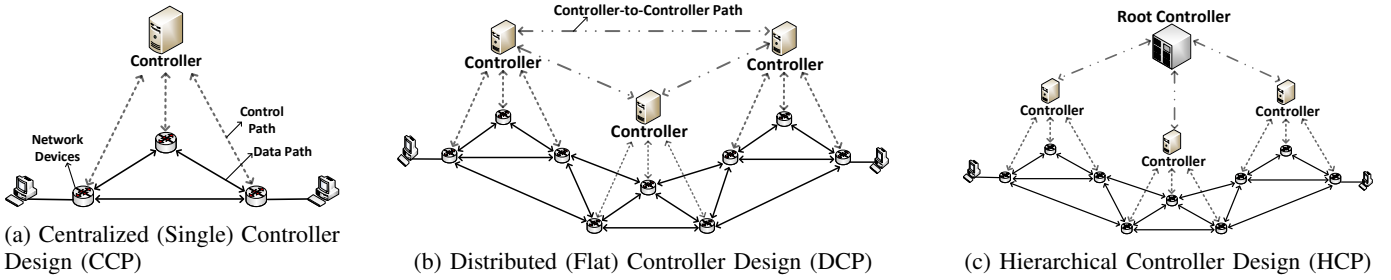 Controller
Control
Path
Network
Devices
Data Path
(a) Centralized (Single) Controller
Design (CCP)
Controller-to-Controller Path
Controller
Controller
Controller
(b) Distributed (Flat) Controller Design (DCP)
Root Controller
Controller
Controller
Controller
(c) Hierarchical Controller Design (HCP)